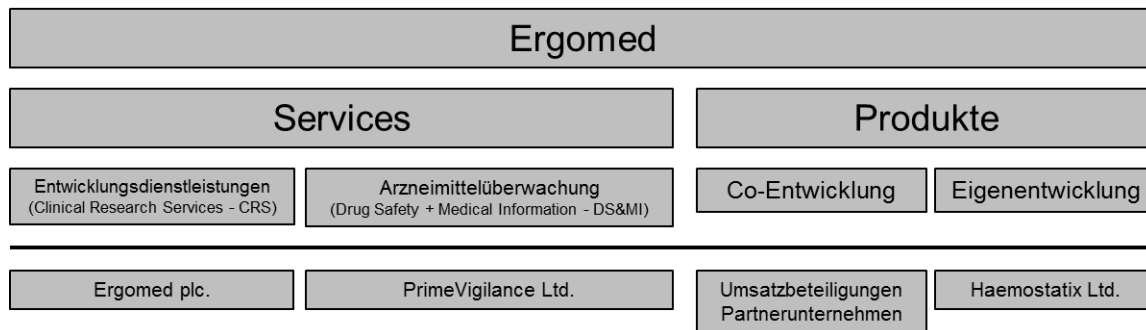 Ergomed
Services
Produkte
Entwicklungsdienstleistungen
(Clinical Research Services - CRS)
Arzneimittelüberwachung
(Drug Safety + Medical Information - DS&MI)
Co-Entwicklung
Eigenentwicklung
Ergomed plc.
PrimeVigilance Ltd.
Umsatzbeteiligungen
Partnerunternehmen
Haemostatix Ltd.